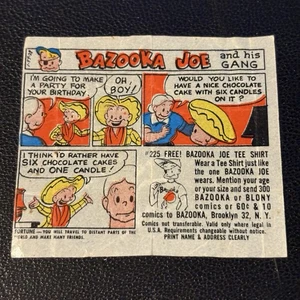 BAZOOKA JOE and his GANG
I'M GOING TO MAKE
A PARTY FOR
YOUR BIRTHDAY
OH
BOY!
WOULD YOU LIKE TO
HAVE A NICE CHOCOLATE
CAKE WITH SIX CANDLES
ON IT?
I THINK I'D RATHER HAVE
SIX CHOCOLATE CAKES
AND ONE CANDLE!
#225 FREE! BAZOOKA JOE TEE SHIRT
Wear a Tee Shirt just like
the one BAZOOKA JOE
wears. Mention your age
or your size and send 300
BAZOOKA or BLONY
comics or 60¢ & 10
comics to BAZOOKA, Brooklyn 32, N. Y.
Comics not transferable. Valid only where legal in
U.S.A. Requirements changeable without notice.
PRINT NAME & ADDRESS CLEARLY
FORTUNE—YOU WILL TRAVEL TO DISTANT PARTS OF THE
WORLD AND MAKE MANY FRIENDS.